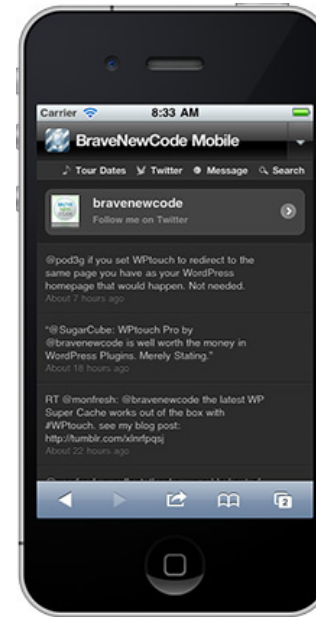 Carrier 8:33 AM
BraveNewCode Mobile
Tour Dates Twitter Message Search
bravenewcode
Follow me on Twitter
@pod3g if you set WPtouch to redirect to the
same page you have as your WordPress
homepage that would happen. Not needed.
About 7 hours ago
"@SugarCube: WPtouch Pro by
@bravenewcode is well worth the money in
WordPress Plugins. Merely Stating."
About 18 hours ago
RT @monfresh: @bravenewcode the latest WP
Super Cache works out of the box with
#WPtouch. see my blog post:
http://tumblr.com/xlnrfpqsj
About 22 hours ago
2